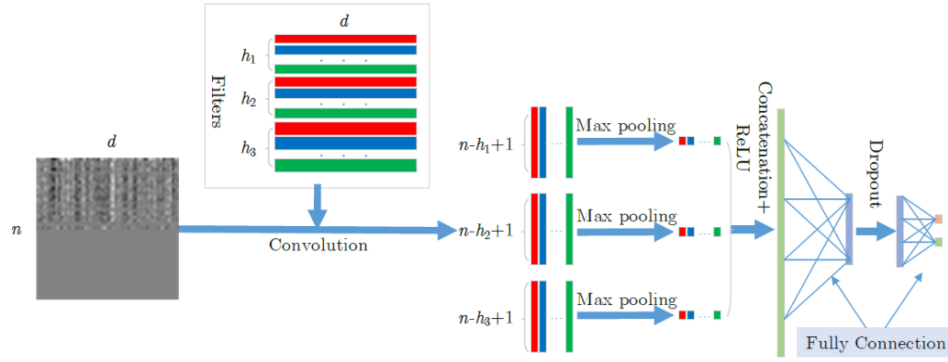 d
h₁
h₂
h₃
Filters
d
n
Convolution
n-h₁+1
Max pooling
n-h₂+1
Max pooling
n-h₃+1
Max pooling
Concatenation+
ReLU
Dropout
Fully Connection